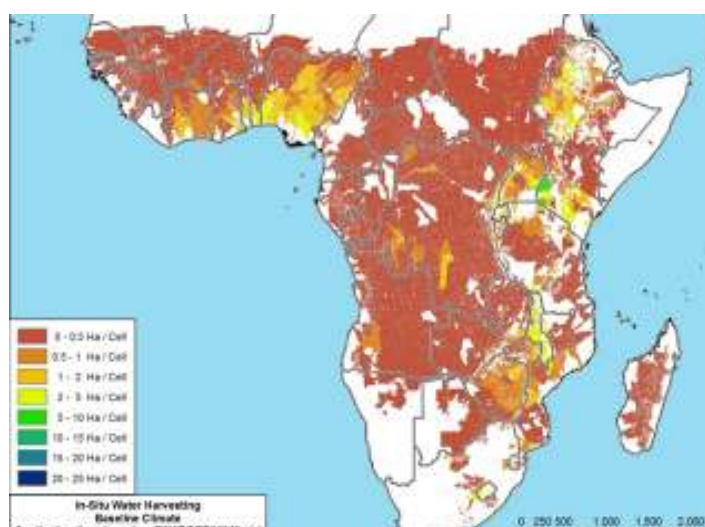 0 - 0.5 Ha / Cell
0.5 - 1 Ha / Cell
1 - 2 Ha / Cell
2 - 5 Ha / Cell
5 - 10 Ha / Cell
10 - 15 Ha / Cell
15 - 20 Ha / Cell
20 - 25 Ha / Cell
In-Situ Water Harvesting
Baseline Climate
0 250 500 1.000 1.500 2.000